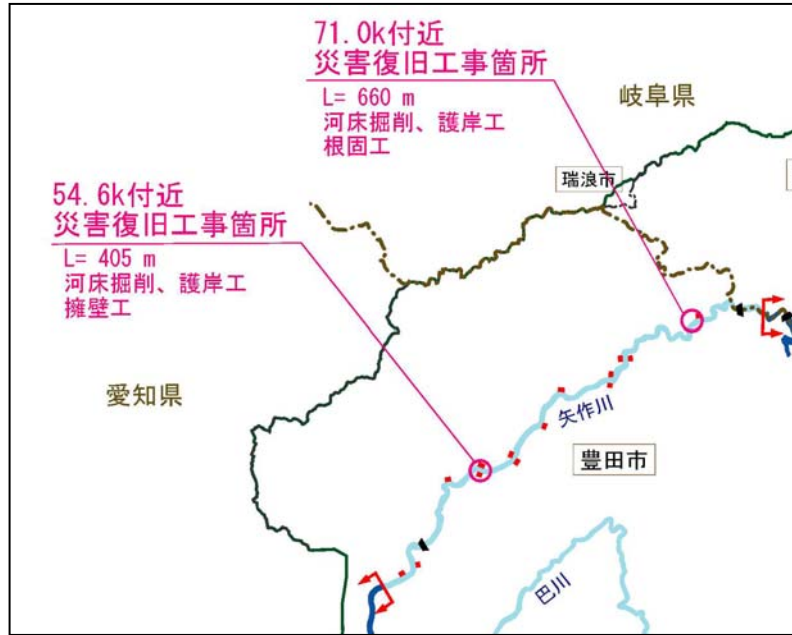 71.0k付近
災害復旧工事箇所
L= 660 m
河床掘削、護岸工
根固工
岐阜県
瑞浪市
54.6k付近
災害復旧工事箇所
L= 405 m
河床掘削、護岸工
擁壁工
愛知県
矢作川
豊田市
巴川